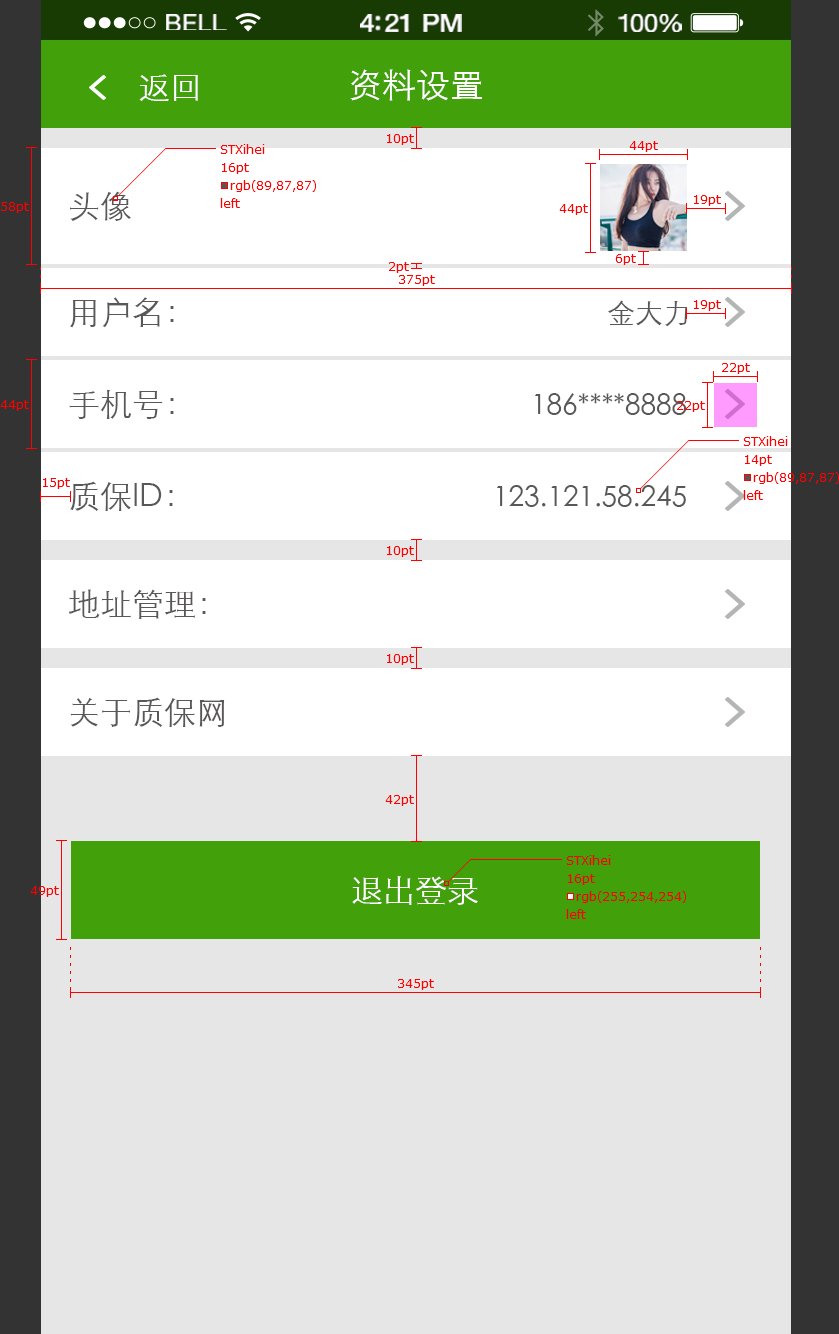 BELL 4:21 PM 100%
返回 资料设置
10pt
STXihei
16pt
rgb(89,87,87)
left
44pt
58pt
头像
44pt
19pt
6pt
2pt
375pt
用户名：
金大力
19pt
44pt
手机号：
186****8888
22pt
22pt
STXihei
14pt
rgb(89,87,87)
left
15pt
质保ID：
123.121.58.245
10pt
地址管理：
10pt
关于质保网
42pt
49pt
退出登录
STXihei
16pt
rgb(255,254,254)
left
345pt